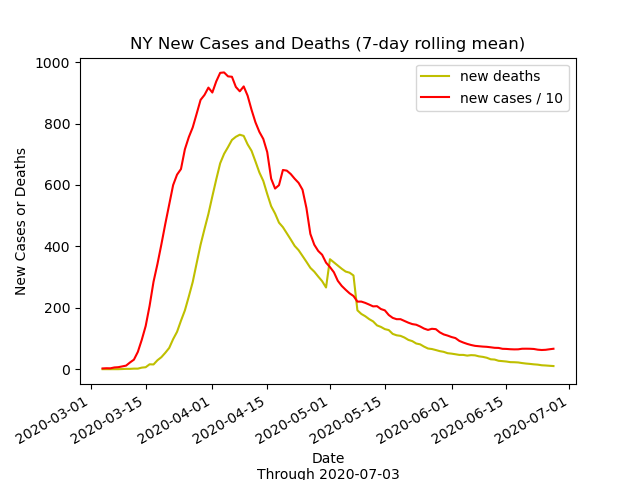 NY New Cases and Deaths (7-day rolling mean)
new deaths
new cases / 10
1000
800
600
400
200
0
New Cases or Deaths
2020-03-01
2020-03-15
2020-04-01
2020-04-15
2020-05-01
2020-05-15
2020-06-01
2020-06-15
2020-07-01
Date
Through 2020-07-03